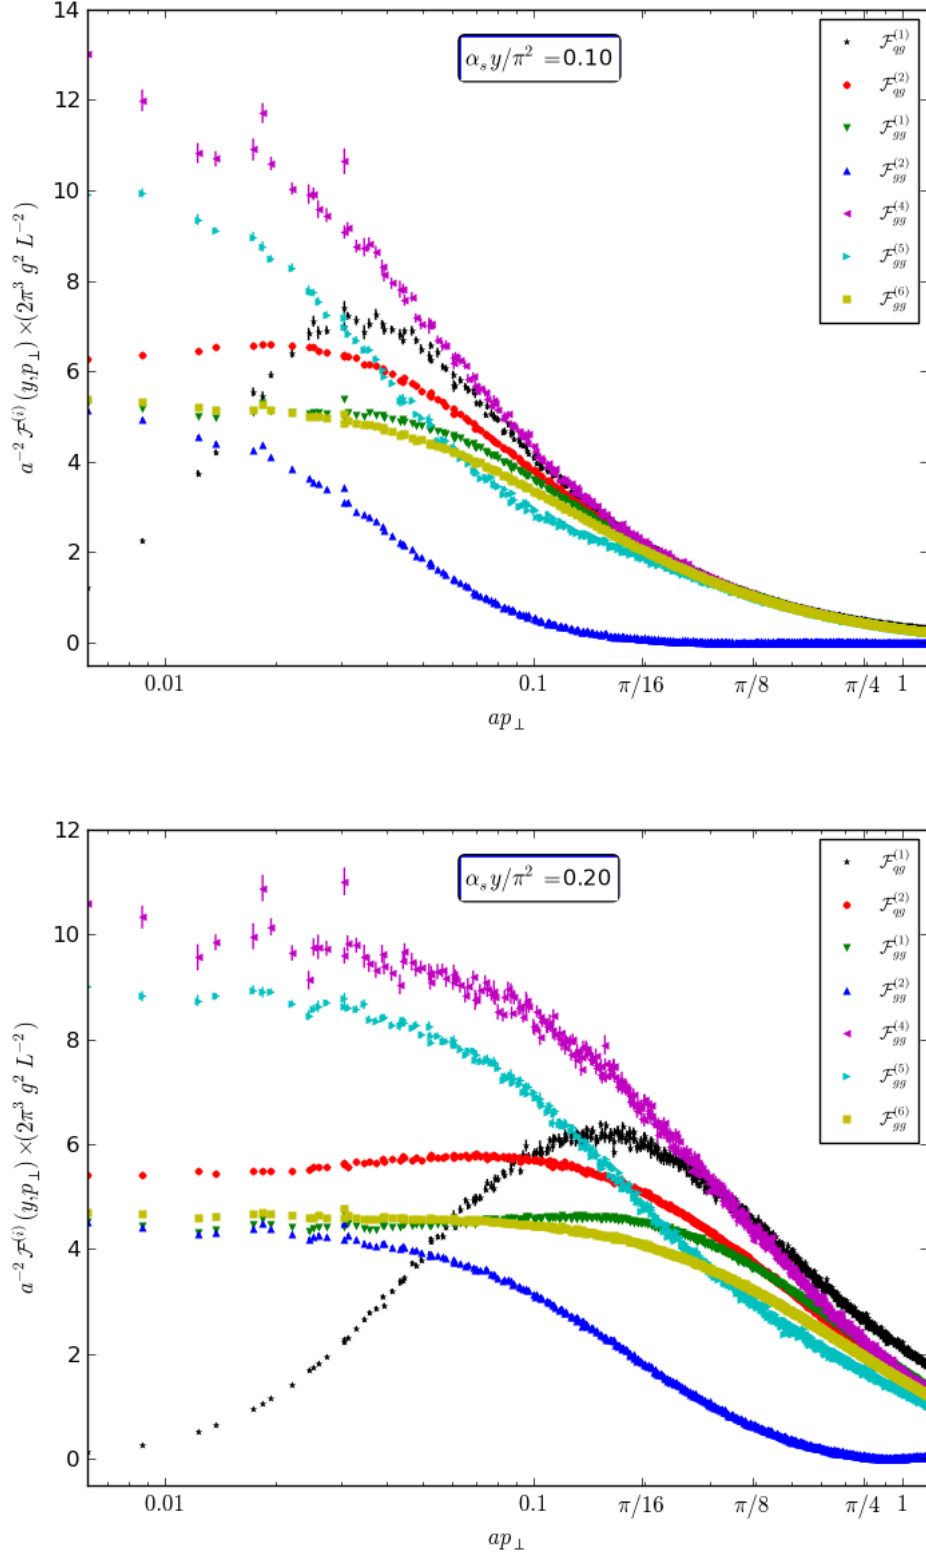 14
12
10
8
6
4
2
0
a⁻² 𝓕⁽ⁱ⁾(y,p⊥) ×(2π³ g² L⁻²)
αₛ y/π² =0.10
𝓕_qg^(1)
𝓕_qg^(2)
𝓕_gg^(1)
𝓕_gg^(2)
𝓕_gg^(4)
𝓕_gg^(5)
𝓕_gg^(6)
0.01 0.1 π/16 π/8 π/4 1
ap⊥
12
10
8
6
4
2
0
a⁻² 𝓕⁽ⁱ⁾(y,p⊥) ×(2π³ g² L⁻²)
αₛ y/π² =0.20
𝓕_qg^(1)
𝓕_qg^(2)
𝓕_gg^(1)
𝓕_gg^(2)
𝓕_gg^(4)
𝓕_gg^(5)
𝓕_gg^(6)
0.01 0.1 π/16 π/8 π/4 1
ap⊥